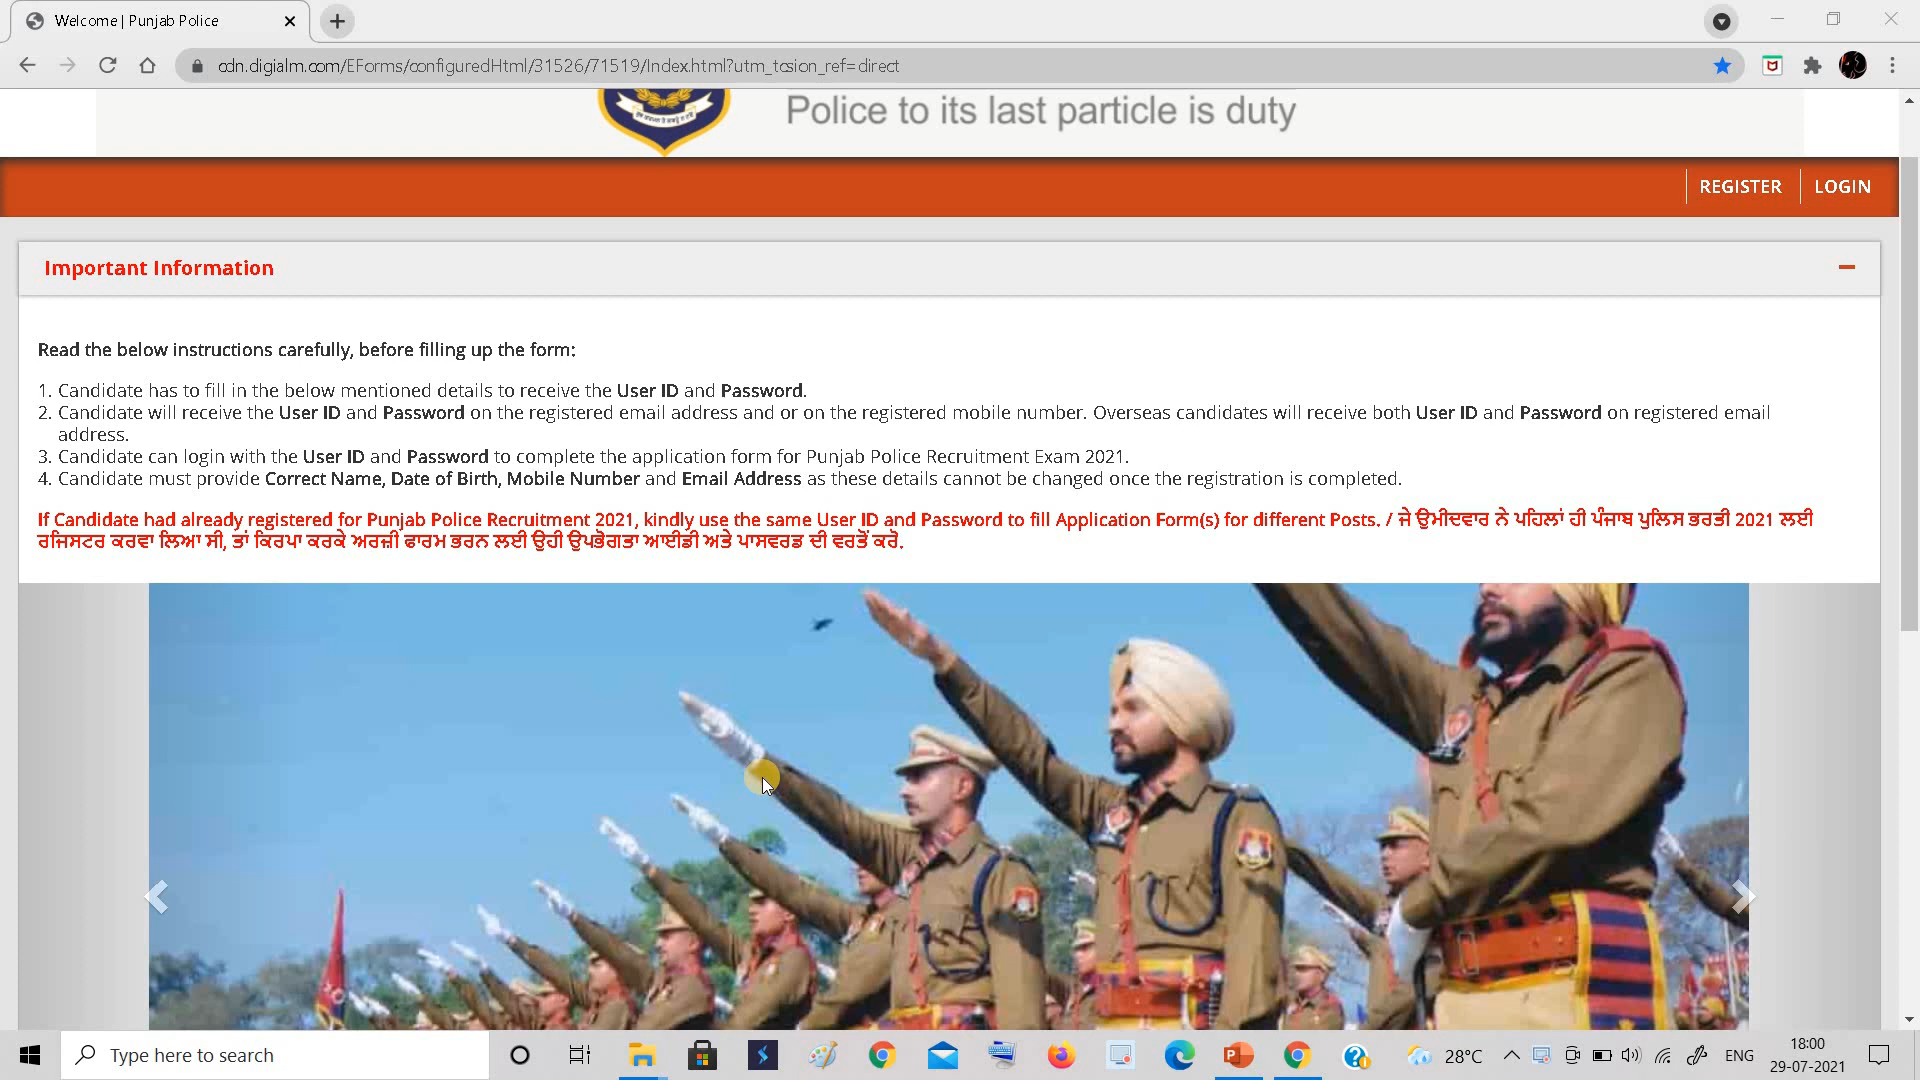 Welcome | Punjab Police
cdn.digialm.com/EForms/configuredHtml/31526/71519/Index.html?utm_tcsion_ref=direct
Police to its last particle is duty
REGISTER LOGIN
Important Information
Read the below instructions carefully, before filling up the form:
1. Candidate has to fill in the below mentioned details to receive the User ID and Password.
2. Candidate will receive the User ID and Password on the registered email address and or on the registered mobile number. Overseas candidates will receive both User ID and Password on registered email
address.
3. Candidate can login with the User ID and Password to complete the application form for Punjab Police Recruitment Exam 2021.
4. Candidate must provide Correct Name, Date of Birth, Mobile Number and Email Address as these details cannot be changed once the registration is completed.
If Candidate had already registered for Punjab Police Recruitment 2021, kindly use the same User ID and Password to fill Application Form(s) for different Posts. / ਜੇ ਉਮੀਦਵਾਰ ਨੇ ਪਹਿਲਾਂ ਹੀ ਪੰਜਾਬ ਪੁਲਿਸ ਭਰਤੀ 2021 ਲਈ
ਰਜਿਸਟਰ ਕਰਵਾ ਲਿਆ ਸੀ, ਤਾਂ ਕਿਰਪਾ ਕਰਕੇ ਅਰਜ਼ੀ ਫਾਰਮ ਭਰਨ ਲਈ ਉਹੀ ਉਪਭੋਗਤਾ ਆਈਡੀ ਅਤੇ ਪਾਸਵਰਡ ਦੀ ਵਰਤੋਂ ਕਰੋ.
Type here to search
28°C
ENG
18:00
29-07-2021